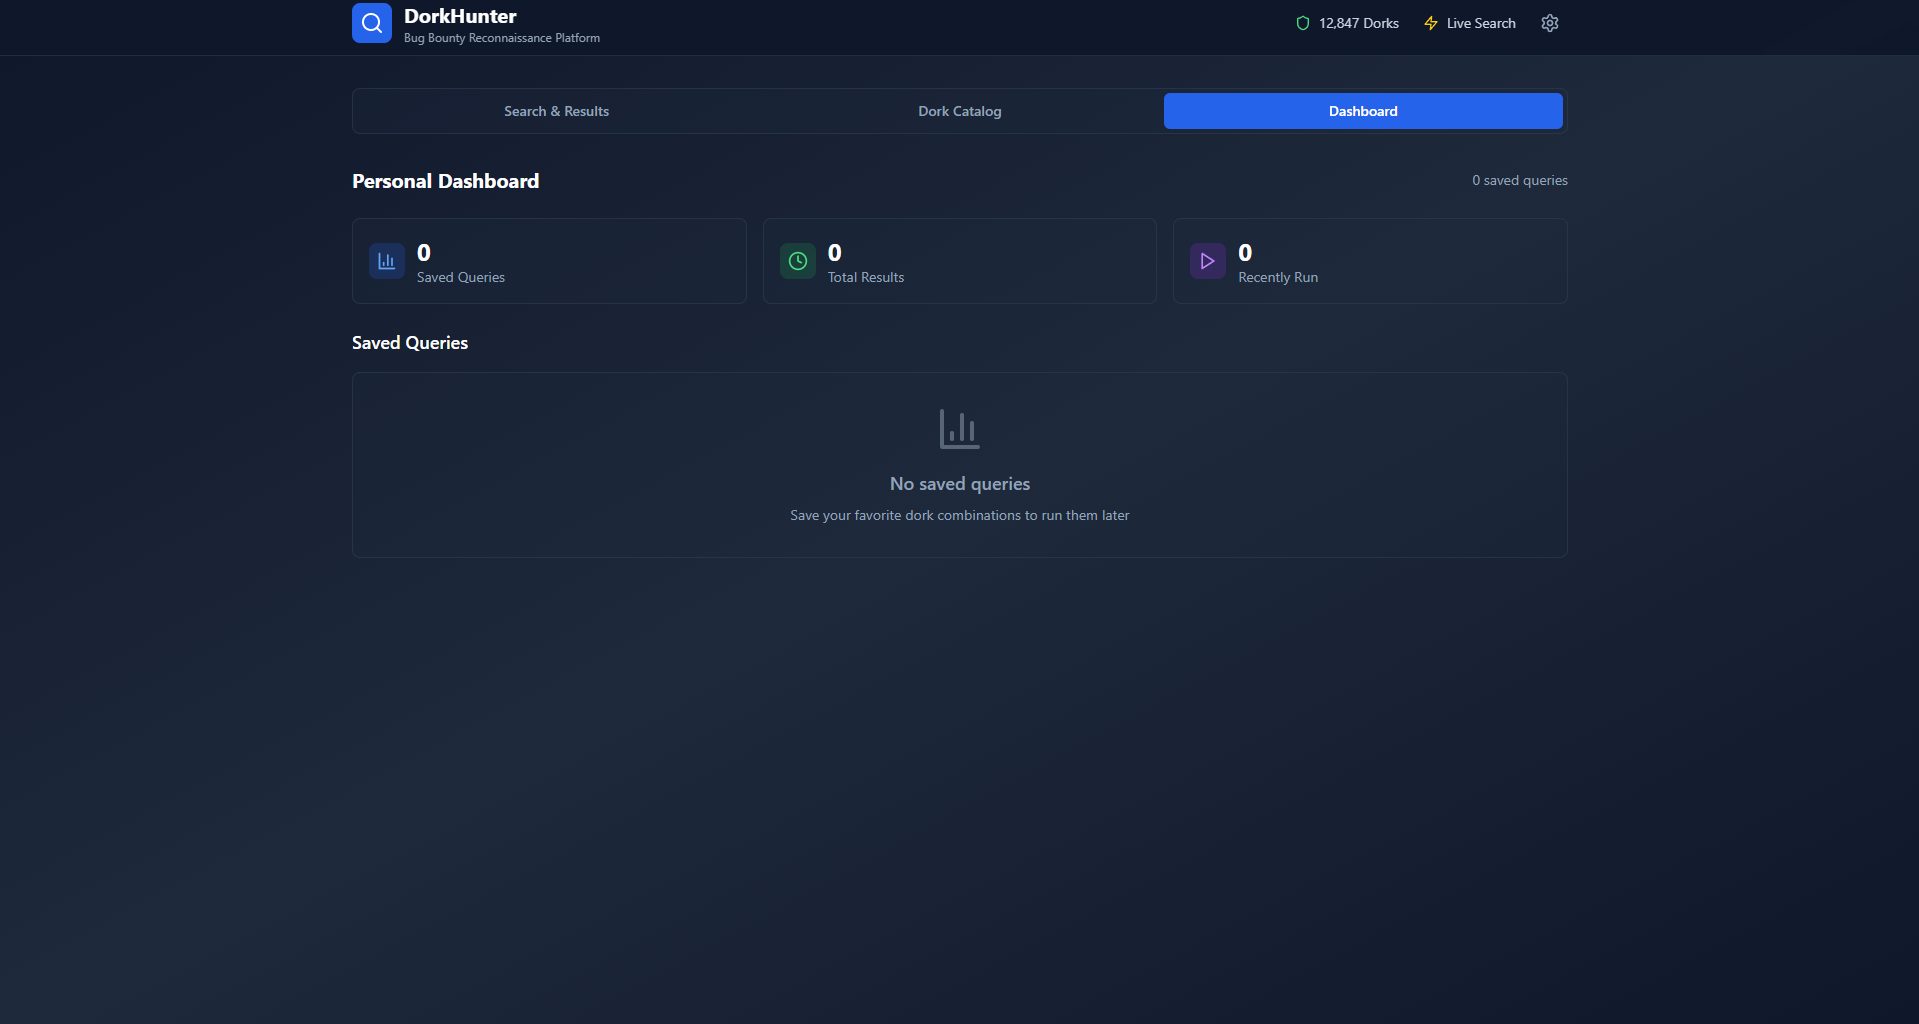 DorkHunter
Bug Bounty Reconnaissance Platform
12,847 Dorks
Live Search
Search & Results
Dork Catalog
Dashboard
Personal Dashboard
0 saved queries
0
Saved Queries
0
Total Results
0
Recently Run
Saved Queries
No saved queries
Save your favorite dork combinations to run them later